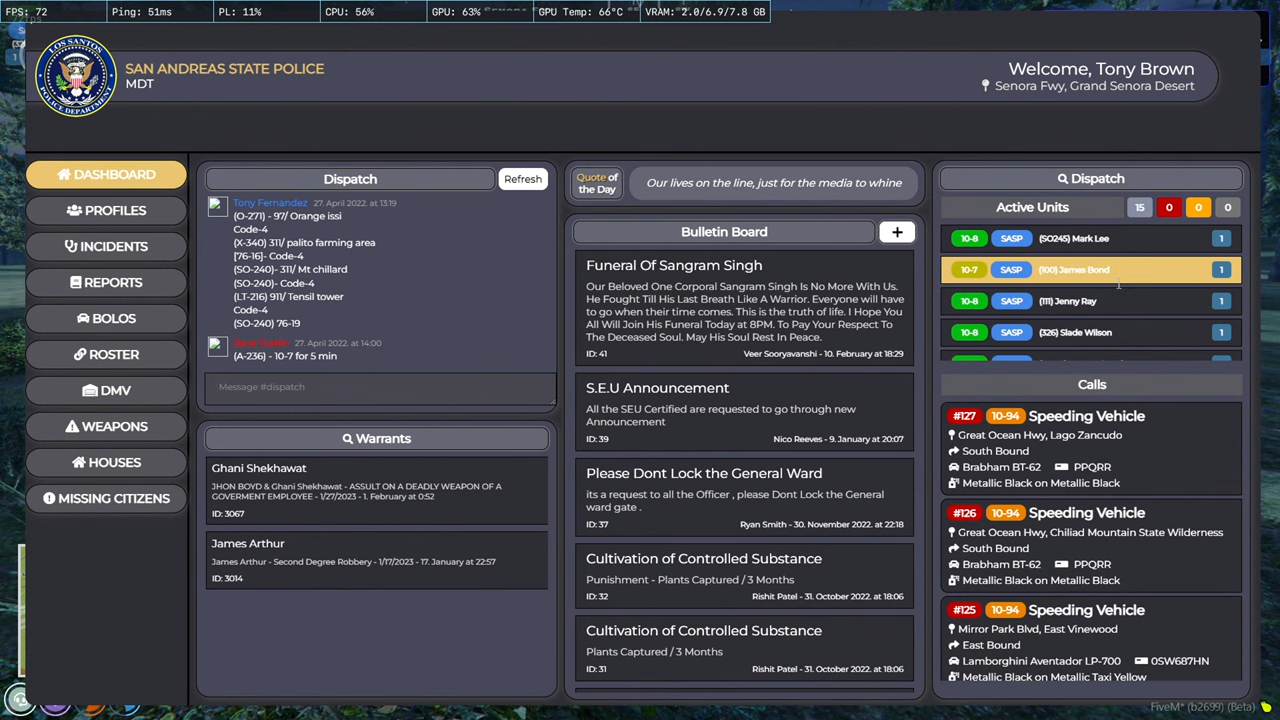 FPS: 72
Ping: 51ms
PL: 11%
CPU: 56%
GPU: 63%
GPU Temp: 66°C
VRAM: 2.0/6.9/7.8 GB
LOS SANTOS
POLICE DEPARTMENT
SAN ANDREAS STATE POLICE
MDT
Welcome, Tony Brown
Senora Fwy, Grand Senora Desert
DASHBOARD
PROFILES
INCIDENTS
REPORTS
BOLOS
ROSTER
DMV
WEAPONS
HOUSES
MISSING CITIZENS
Dispatch
Refresh
Tony Fernandez 27. April 2022. at 13:19
(O-271) - 97/ Orange issi
Code-4
(X-340) 311/ palito farming area
[76-16]- Code-4
(SO-240)- 311/ Mt chillard
(SO-240)- Code-4
(LT-216) 911/ Tensil tower
Code-4
(SO-240) 76-19
27. April 2022. at 14:00
(A-236) - 10-7 for 5 min
Message #dispatch
Warrants
Ghani Shekhawat
JHON BOYD & Ghani Shekhawat - ASSULT ON A DEADLY WEAPON OF A
GOVERMENT EMPLOYEE - 1/27/2023 - 1. February at 0:52
ID: 3067
James Arthur
James Arthur - Second Degree Robbery - 1/17/2023 - 17. January at 22:57
ID: 3014
Quote of
the Day
Our lives on the line, just for the media to whine
Bulletin Board
+
Funeral Of Sangram Singh
Our Beloved One Corporal Sangram Singh Is No More With Us.
He Fought Till His Last Breath Like A Warrior. Everyone will have
to go when their time comes. This is the truth of life. I Hope You
All Will Join His Funeral Today at 8PM. To Pay Your Respect To
The Deceased Soul. May His Soul Rest In Peace.
ID: 41
Veer Sooryavanshi - 10. February at 18:29
S.E.U Announcement
All the SEU Certified are requested to go through new
Announcement
ID: 39
Nico Reeves - 9. January at 20:07
Please Dont Lock the General Ward
its a request to all the Officer , please Dont Lock the General
ward gate .
ID: 37
Ryan Smith - 30. November 2022. at 22:18
Cultivation of Controlled Substance
Punishment - Plants Captured / 3 Months
ID: 32
Rishit Patel - 31. October 2022. at 18:06
Cultivation of Controlled Substance
Plants Captured / 3 Months
ID: 31
Rishit Patel - 31. October 2022. at 18:06
Dispatch
Active Units
15
0
0
0
10-8 SASP (SO245) Mark Lee 1
10-7 SASP (100) James Bond 1
10-8 SASP (111) Jenny Ray 1
10-8 SASP (326) Slade Wilson 1
Calls
#127 10-94 Speeding Vehicle
Great Ocean Hwy, Lago Zancudo
South Bound
Brabham BT-62 PPQRR
Metallic Black on Metallic Black
#126 10-94 Speeding Vehicle
Great Ocean Hwy, Chiliad Mountain State Wilderness
South Bound
Brabham BT-62 PPQRR
Metallic Black on Metallic Black
#125 10-94 Speeding Vehicle
Mirror Park Blvd, East Vinewood
East Bound
Lamborghini Aventador LP-700 0SW687HN
Metallic Black on Metallic Taxi Yellow
FiveM* (b2699) (Beta)